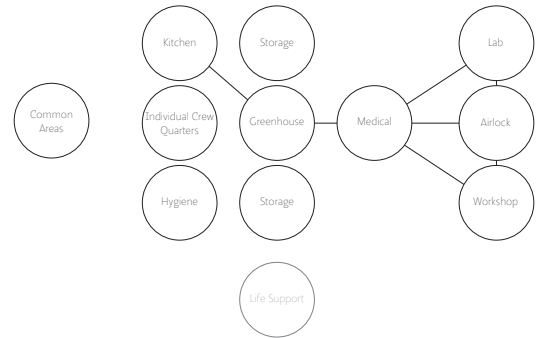 Kitchen
Storage
Lab
Common
Areas
Individual Crew
Quarters
Greenhouse
Medical
Airlock
Hygiene
Storage
Workshop
Life Support